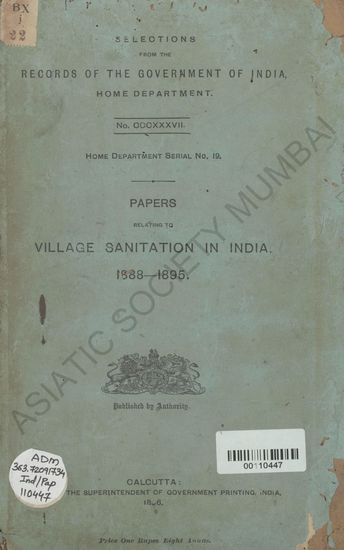 BX
1
22
SELECTIONS
FROM THE
RECORDS OF THE GOVERNMENT OF INDIA,
HOME DEPARTMENT.
No. CCCXXXVII.
HOME DEPARTMENT SERIAL NO. 19.
PAPERS
RELATING TO
VILLAGE SANITATION IN INDIA,
1888—1895.
ASIATIC SOCIETY MUMBAI
Published by Authority.
ADM
363.72091734
Ind/Pap
110447
00110447
CALCUTTA:
THE SUPERINTENDENT OF GOVERNMENT PRINTING, INDIA,
Price One Rupee Eight Annas.